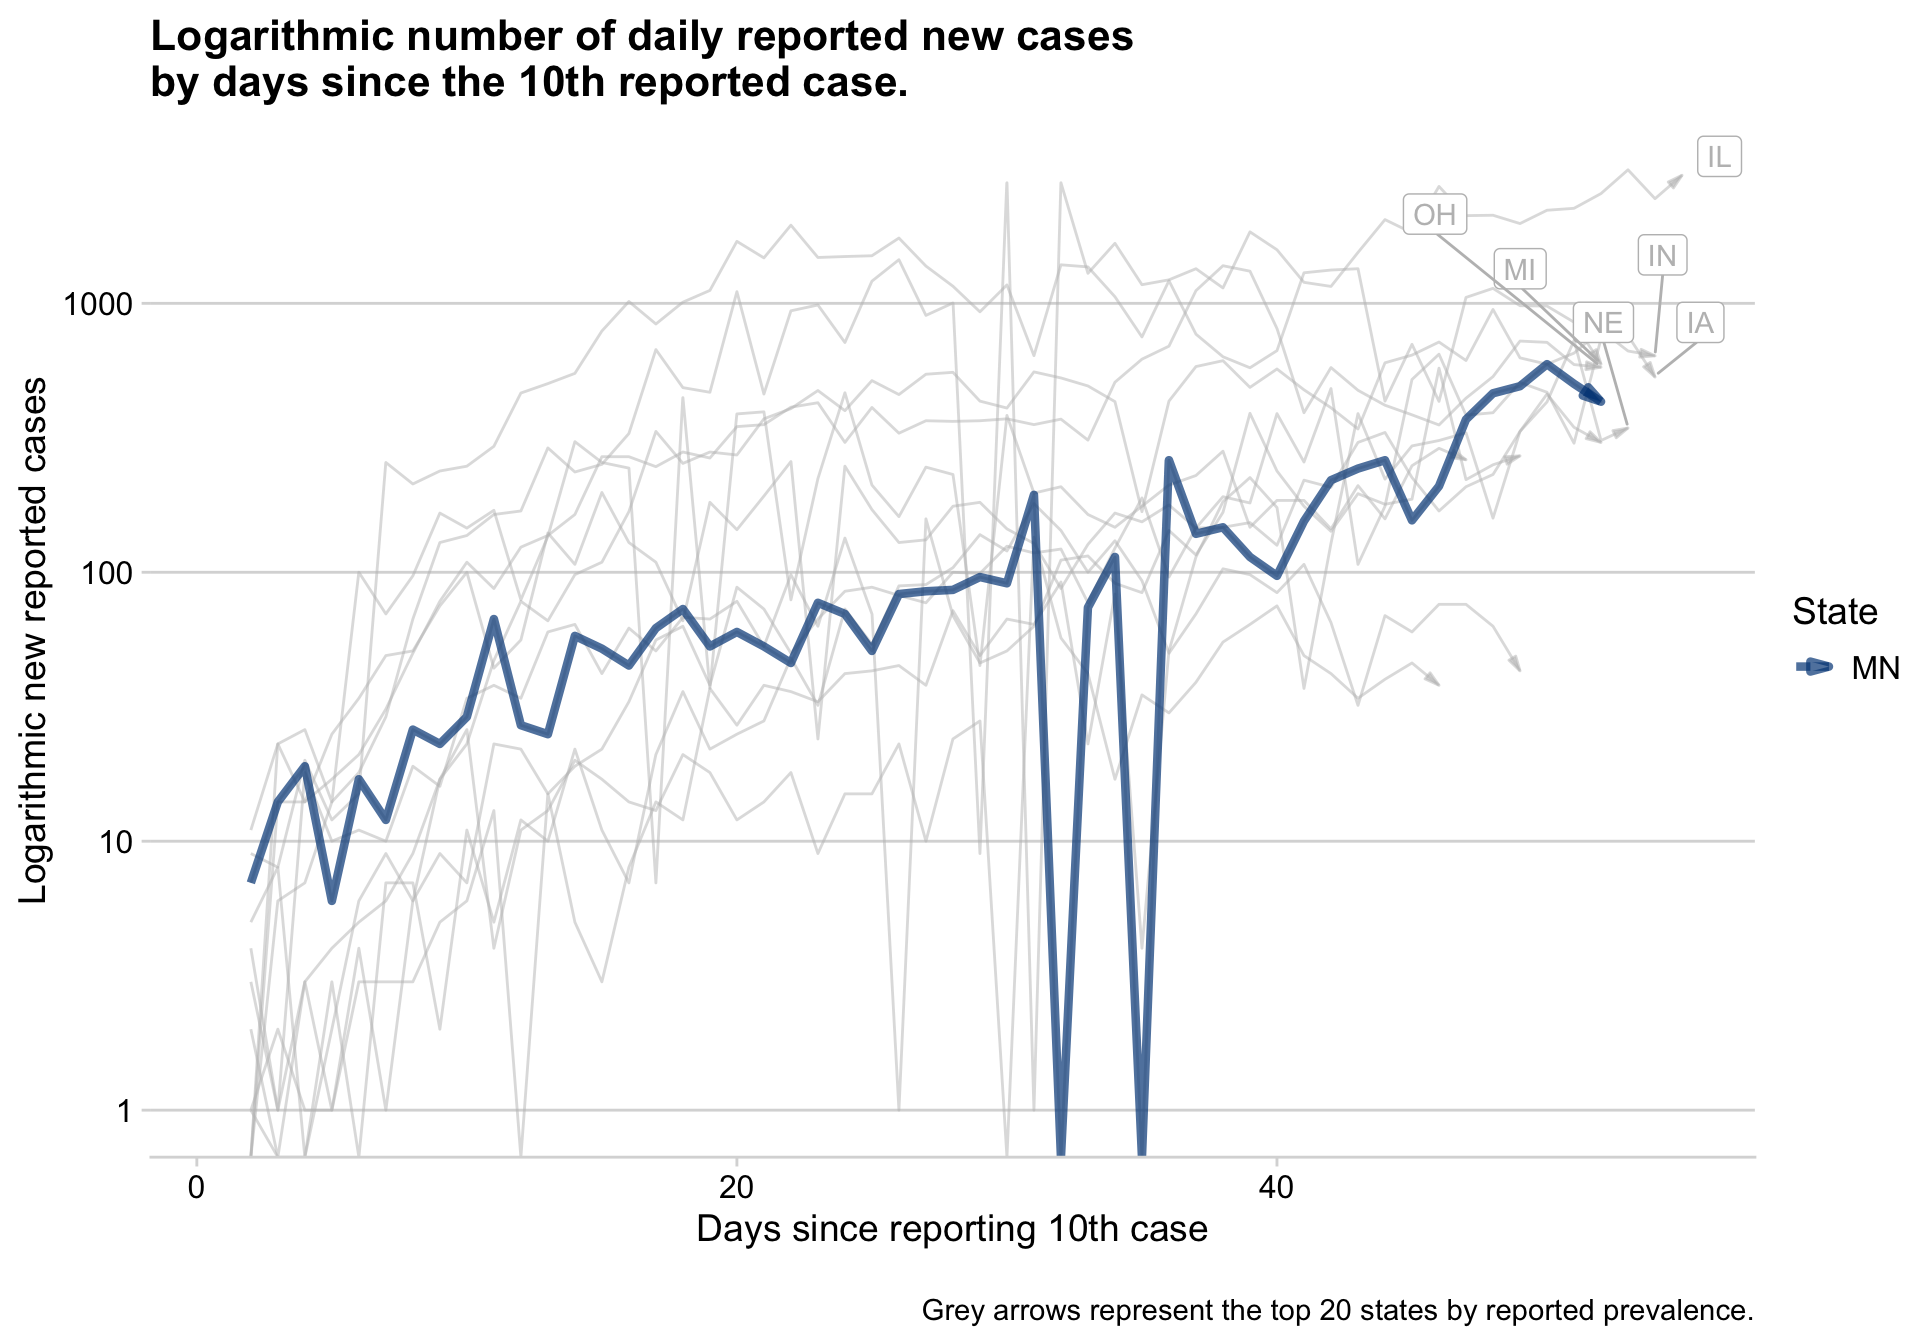 Logarithmic number of daily reported new cases
by days since the 10th reported case.
IL
OH
IN
MI
NE
IA
1000
100
10
1
Logarithmic new reported cases
0
20
40
Days since reporting 10th case
State
MN
Grey arrows represent the top 20 states by reported prevalence.